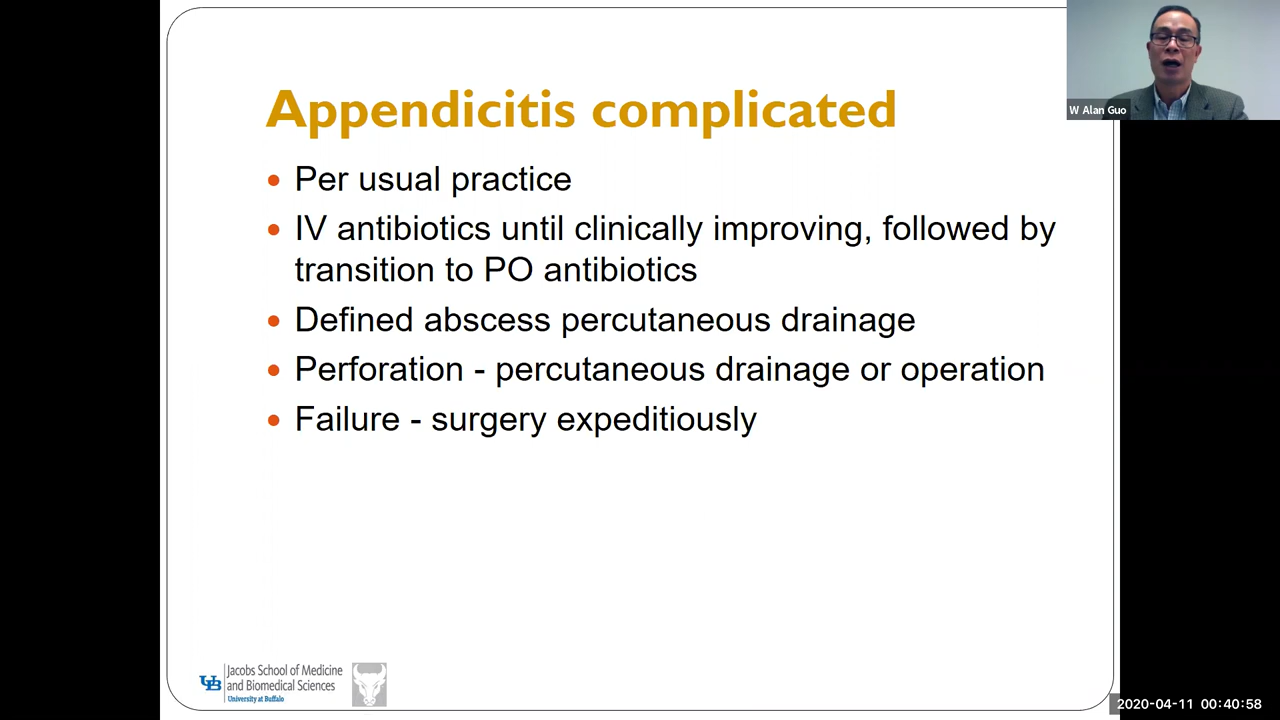 Appendicitis complicated
W Alan Guo
• Per usual practice
• IV antibiotics until clinically improving, followed by
transition to PO antibiotics
• Defined abscess percutaneous drainage
• Perforation - percutaneous drainage or operation
• Failure - surgery expeditiously
UB
Jacobs School of Medicine
and Biomedical Sciences
University at Buffalo
2020-04-11 00:40:58